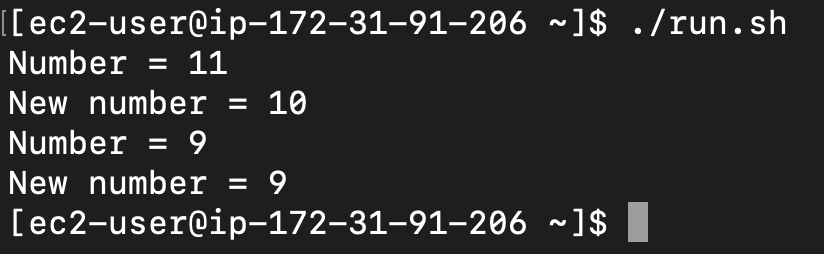 [[ec2-user@ip-172-31-91-206 ~]$ ./run.sh
Number = 11
New number = 10
Number = 9
New number = 9
[ec2-user@ip-172-31-91-206 ~]$